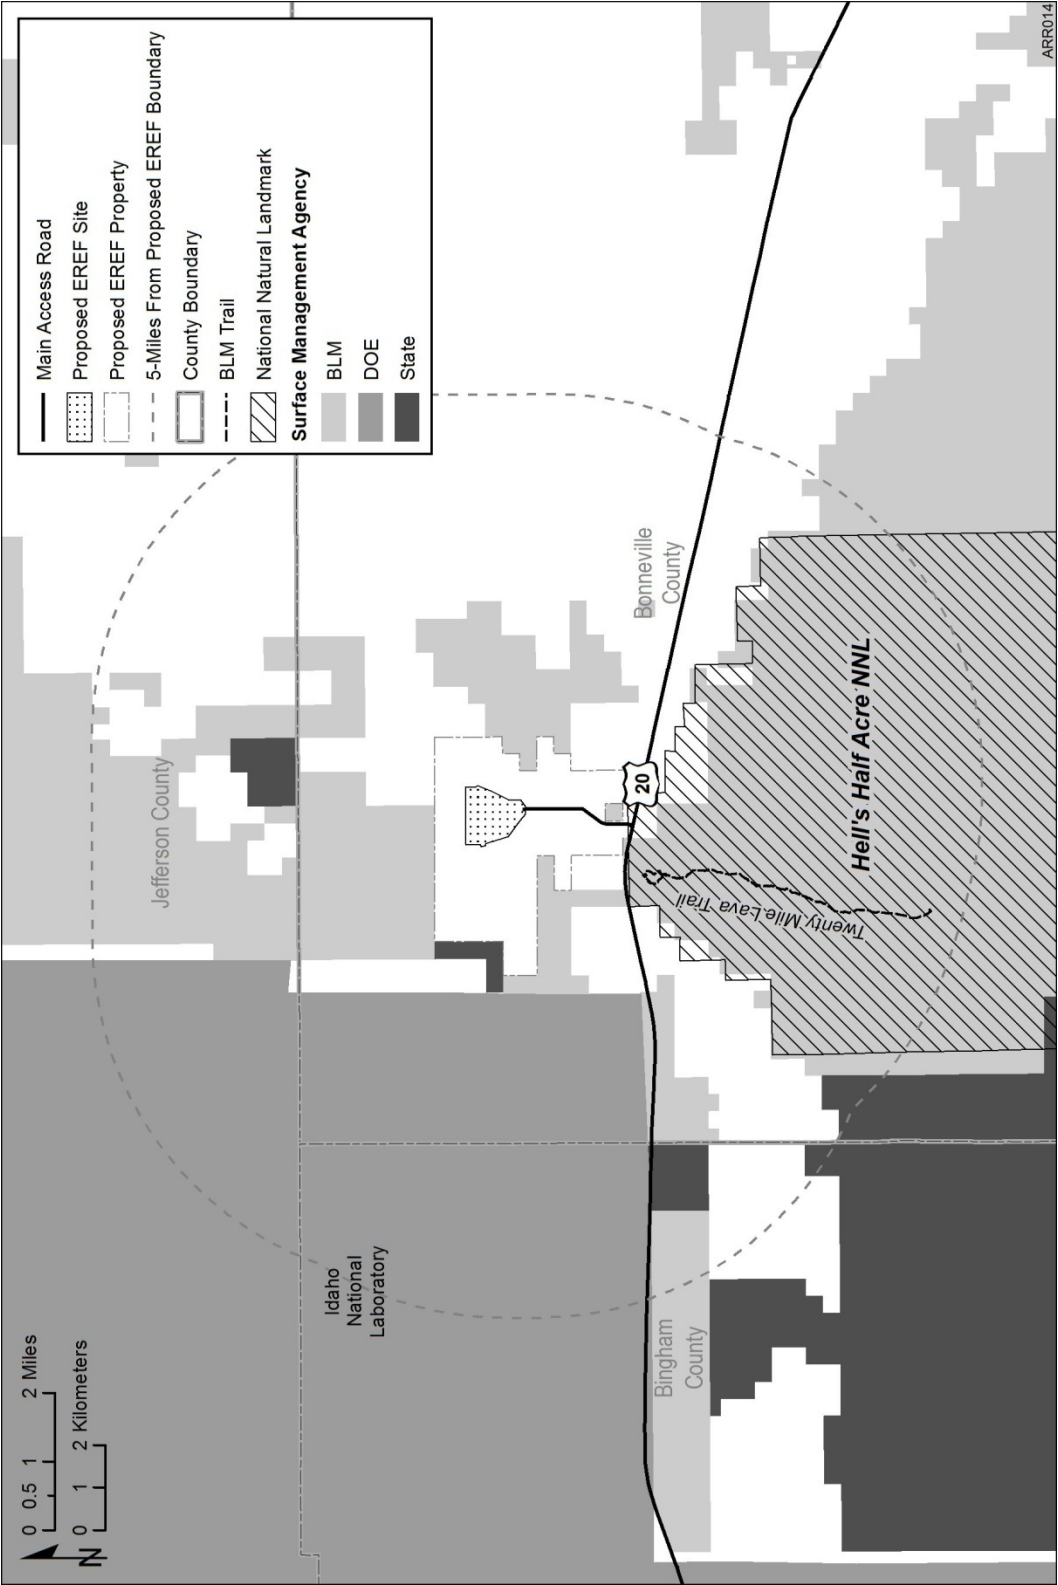 0 0.5 1 2 Miles
0 1 2 Kilometers
N
Main Access Road
Proposed EREF Site
Proposed EREF Property
5-Miles From Proposed EREF Boundary
County Boundary
BLM Trail
National Natural Landmark
Surface Management Agency
BLM
DOE
State
Jefferson County
Idaho
National
Laboratory
Bonneville
County
20
Bingham
County
Twenty Mile Lava Trail
Hell's Half Acre NNL
ARR014